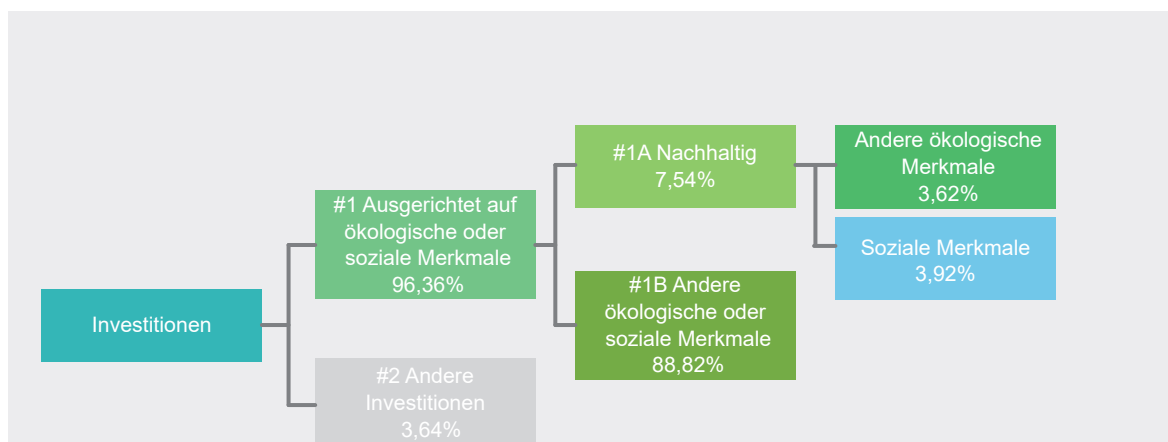 Investitionen
#1 Ausgerichtet auf
ökologische oder
soziale Merkmale
96,36%
#2 Andere
Investitionen
3,64%
#1A Nachhaltig
7,54%
#1B Andere
ökologische oder
soziale Merkmale
88,82%
Andere ökologische
Merkmale
3,62%
Soziale Merkmale
3,92%